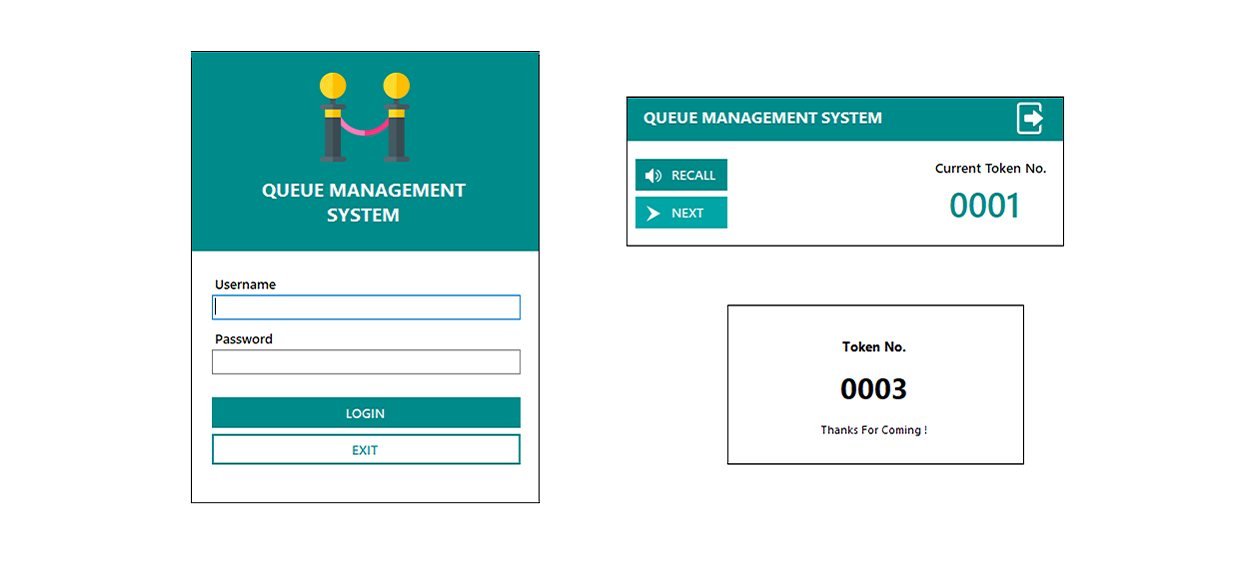 QUEUE MANAGEMENT
SYSTEM
Username
Password
LOGIN
EXIT
QUEUE MANAGEMENT SYSTEM
RECALL
NEXT
Current Token No.
0001
Token No.
0003
Thanks For Coming !